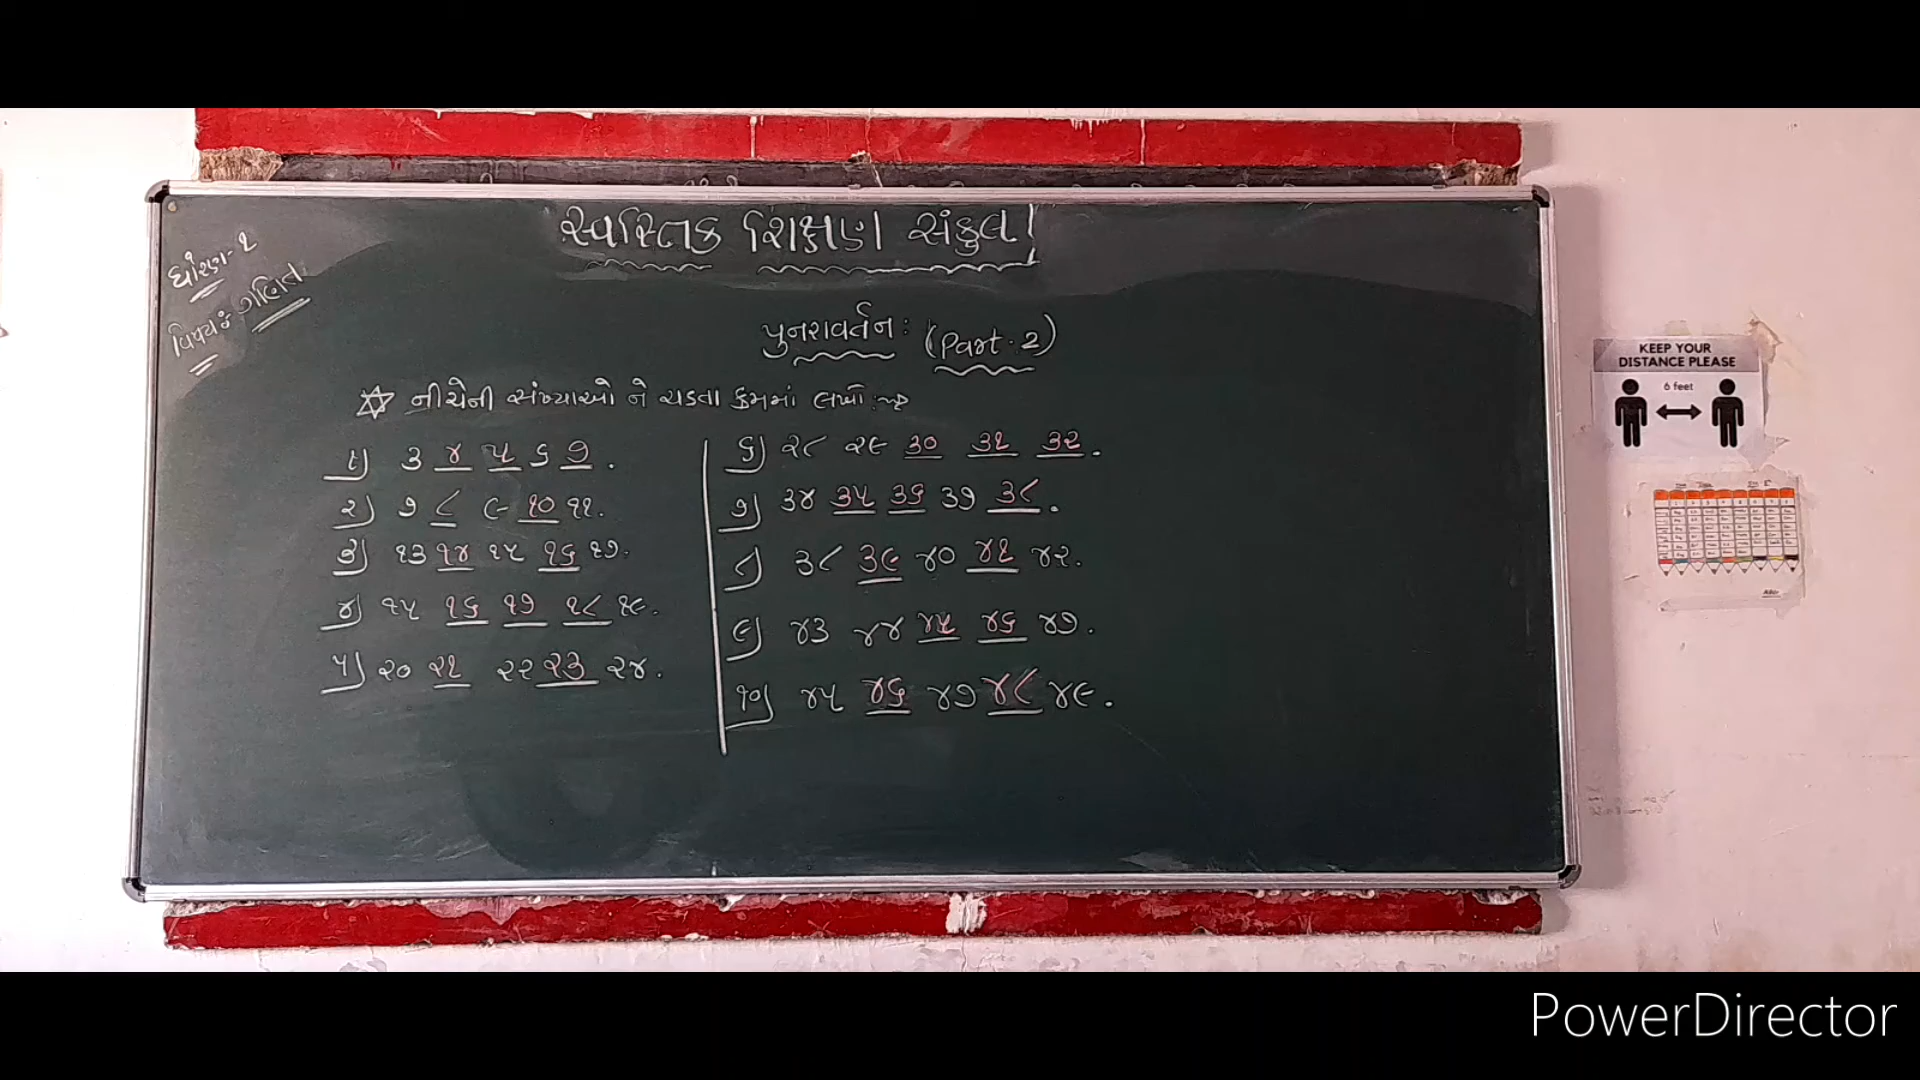 સ્વસ્તિક શિક્ષણ સંકુલ
ધોરણ-૧
વિષયઃ ગણિત
પુનરાવર્તન: (Part-2)
☆ નીચેની સંખ્યાઓ ને ચડતા ક્રમમાં લખો :~
૧) ૩ ૪ ૫ ૬ ૭.
૨) ૭ ૮ ૯ ૧૦ ૧૧.
૩) ૧૩ ૧૪ ૧૫ ૧૬ ૧૭.
૪) ૧૫ ૧૬ ૧૭ ૧૮ ૧૯.
૫) ૨૦ ૨૧ ૨૨ ૨૩ ૨૪.
૬) ૨૮ ૨૯ ૩૦ ૩૧ ૩૨.
૭) ૩૪ ૩૫ ૩૬ ૩૭ ૩૮.
૮) ૩૮ ૩૯ ૪૦ ૪૧ ૪૨.
૯) ૪૩ ૪૪ ૪૫ ૪૬ ૪૭.
૧૦) ૪૫ ૪૬ ૪૭ ૪૮ ૪૯.
KEEP YOUR
DISTANCE PLEASE
6 feet
PowerDirector